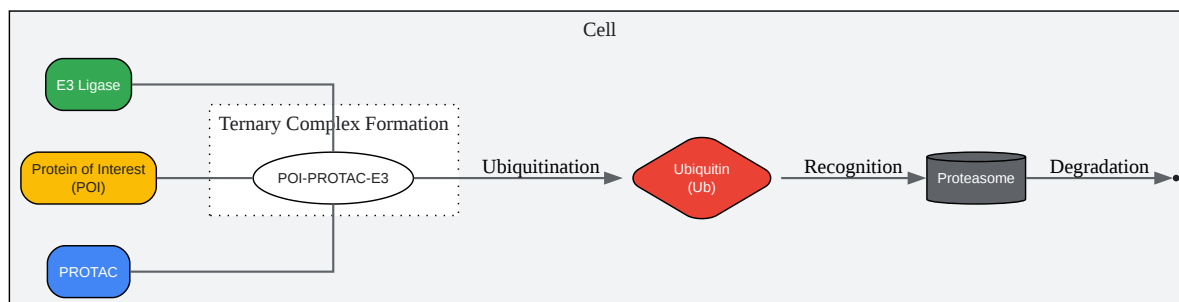 Cell
E3 Ligase
Ternary Complex Formation
Protein of Interest
(POI)
POI-PROTAC-E3
Ubiquitination
Ubiquitin
(Ub)
Recognition
Proteasome
Degradation
PROTAC